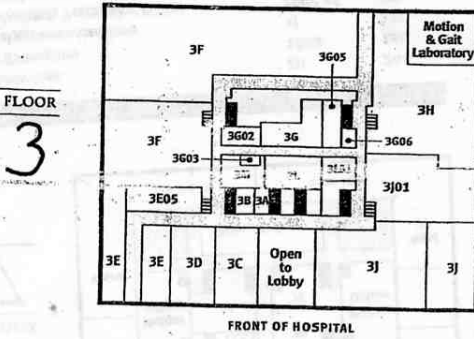 Motion
& Gait
Laboratory
3F
3G05
FLOOR
3
3H
3G02
3G
3G06
3F
3G03
3J01
3E05
3B
3A
3E
3E
3D
3C
Open
to
Lobby
3J
3J
FRONT OF HOSPITAL